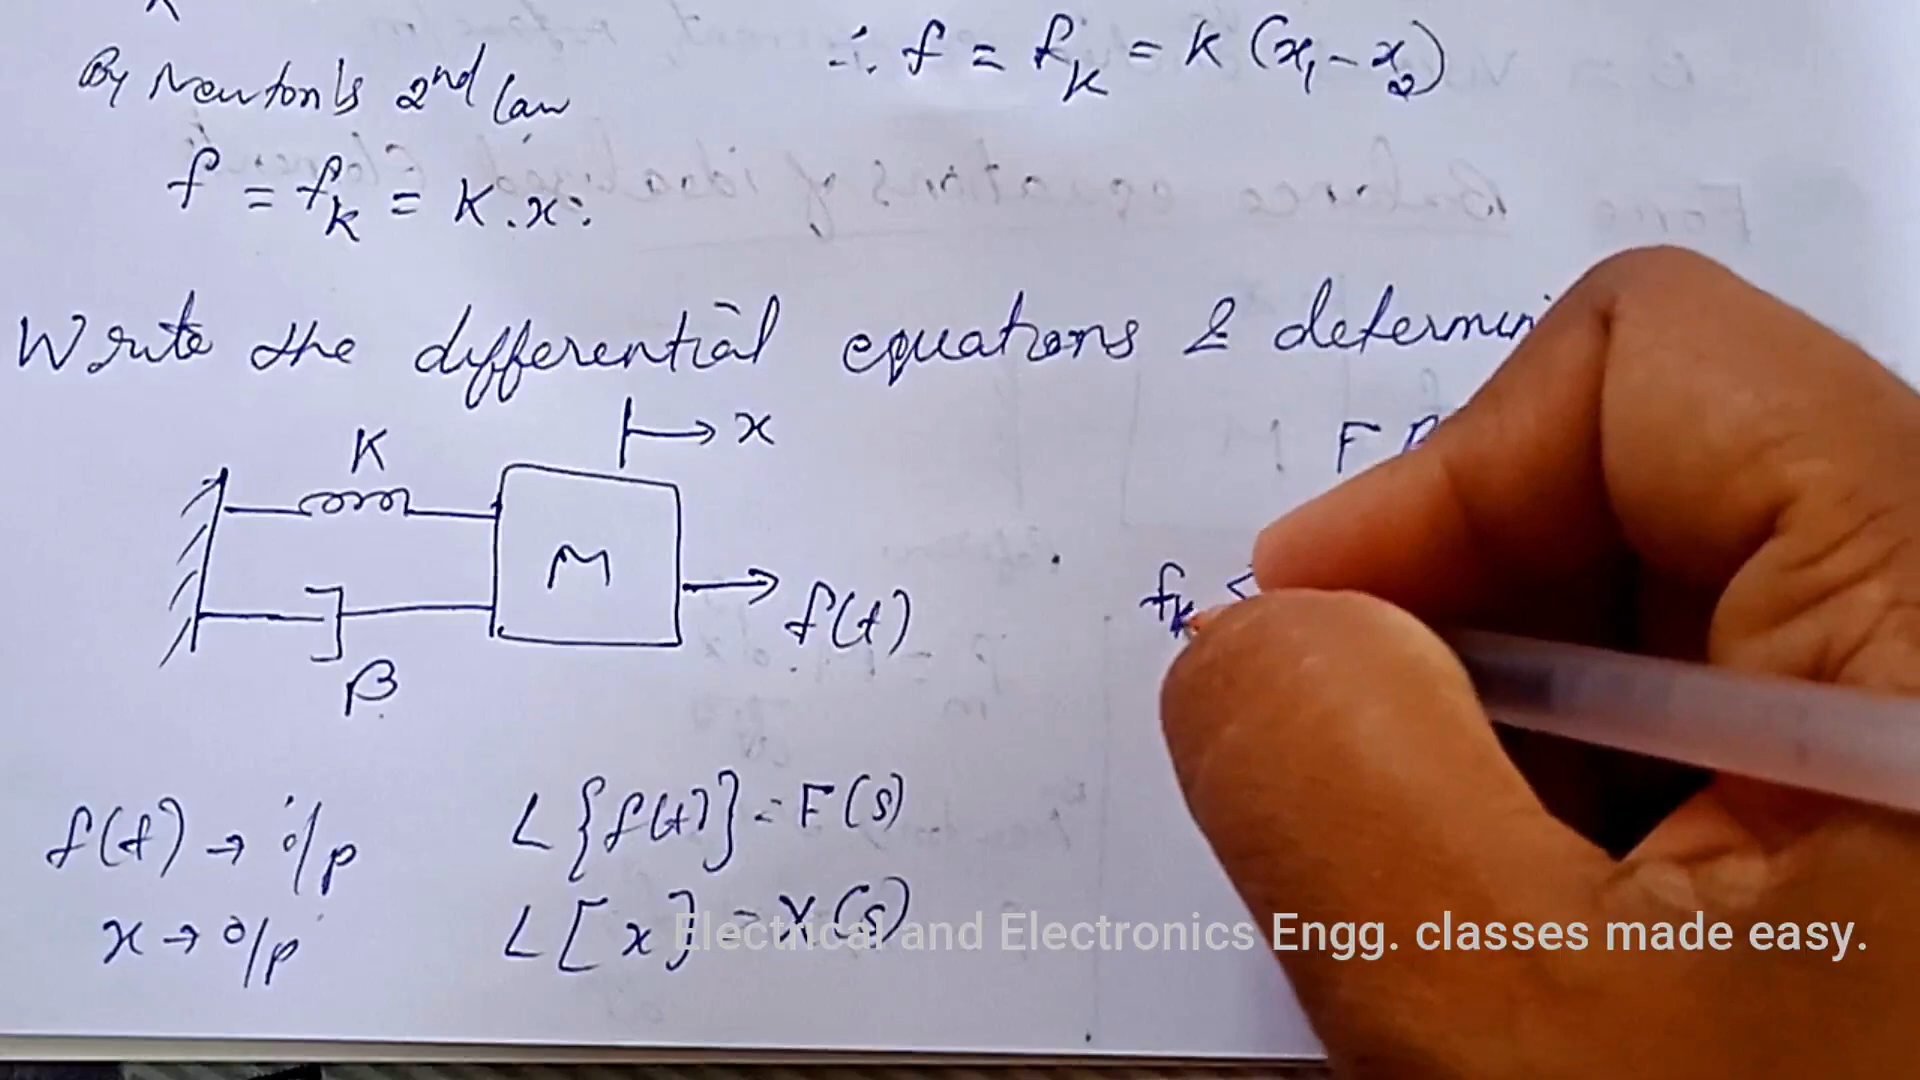 By Newton's 2nd law
f = fk = K.x:
∴ f = fk = K (x1 - x2)
Write the differential equations & determin
K
x
M
f(t)
B
F B
fk
f(t) → i/p
x → o/p
L{f(t)} = F(s)
L[x] = X(s)
Electrical and Electronics Engg. classes made easy.